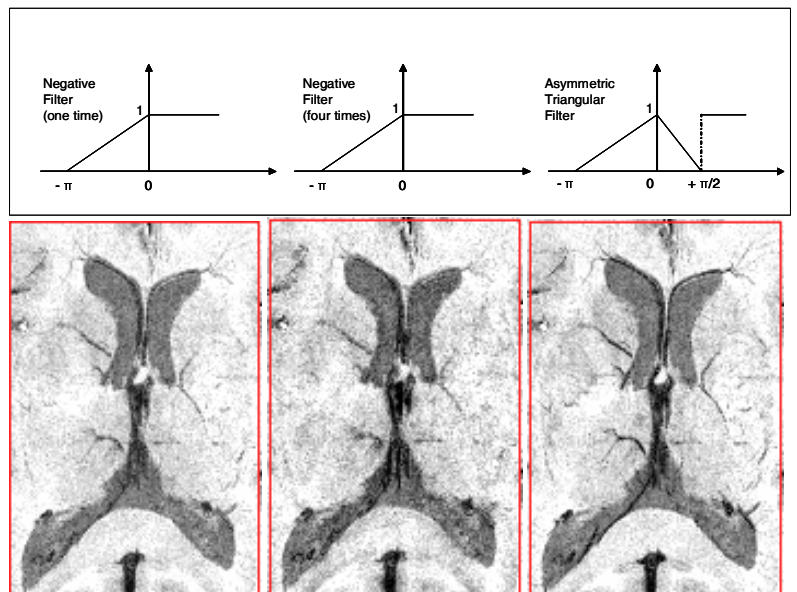 Negative
Filter
(one time)
1
- π
0
Negative
Filter
(four times)
1
- π
0
Asymmetric
Triangular
Filter
1
- π
0
+ π/2